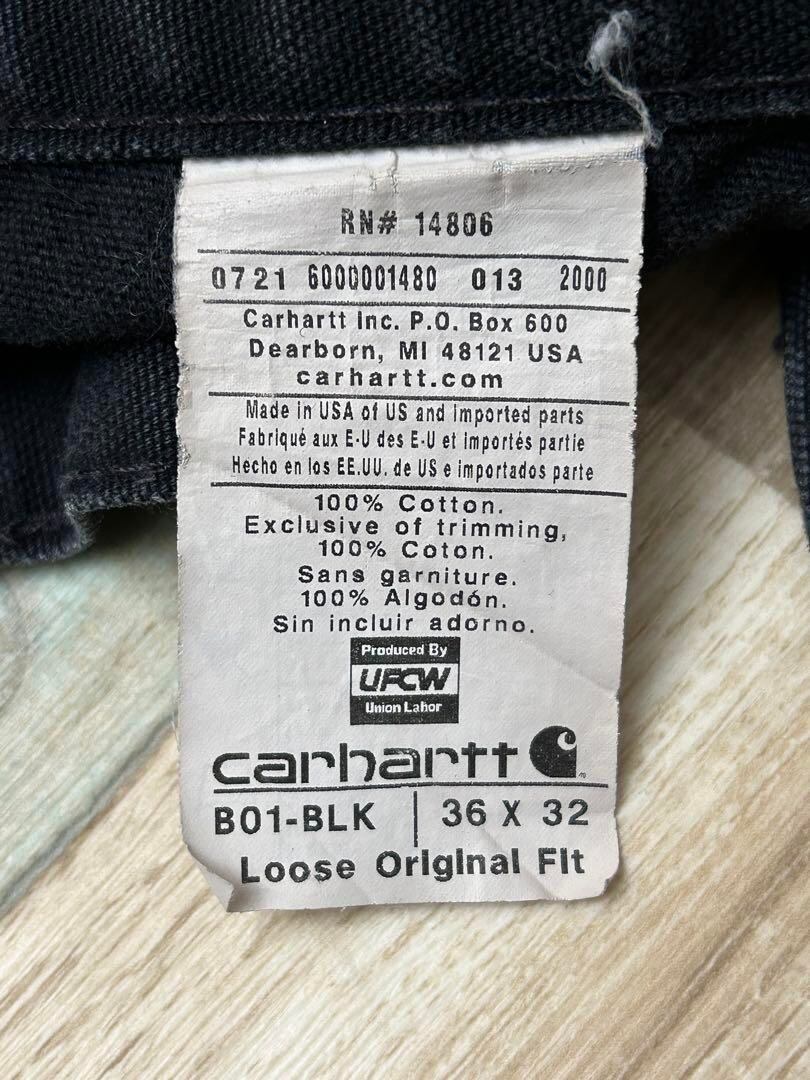 RN# 14806
0721 6000001480 013 2000
Carhartt Inc. P.O. Box 600
Dearborn, MI 48121 USA
carhartt.com
Made in USA of US and imported parts
Fabriqué aux E-U des E-U et importés partie
Hecho en los EE.UU. de US e importados parte
100% Cotton.
Exclusive of trimming,
100% Coton.
Sans garniture.
100% Algodón.
Sin incluir adorno.
Produced By
UFCW
Union Labor
carhartt
B01-BLK 36 X 32
Loose Original Fit